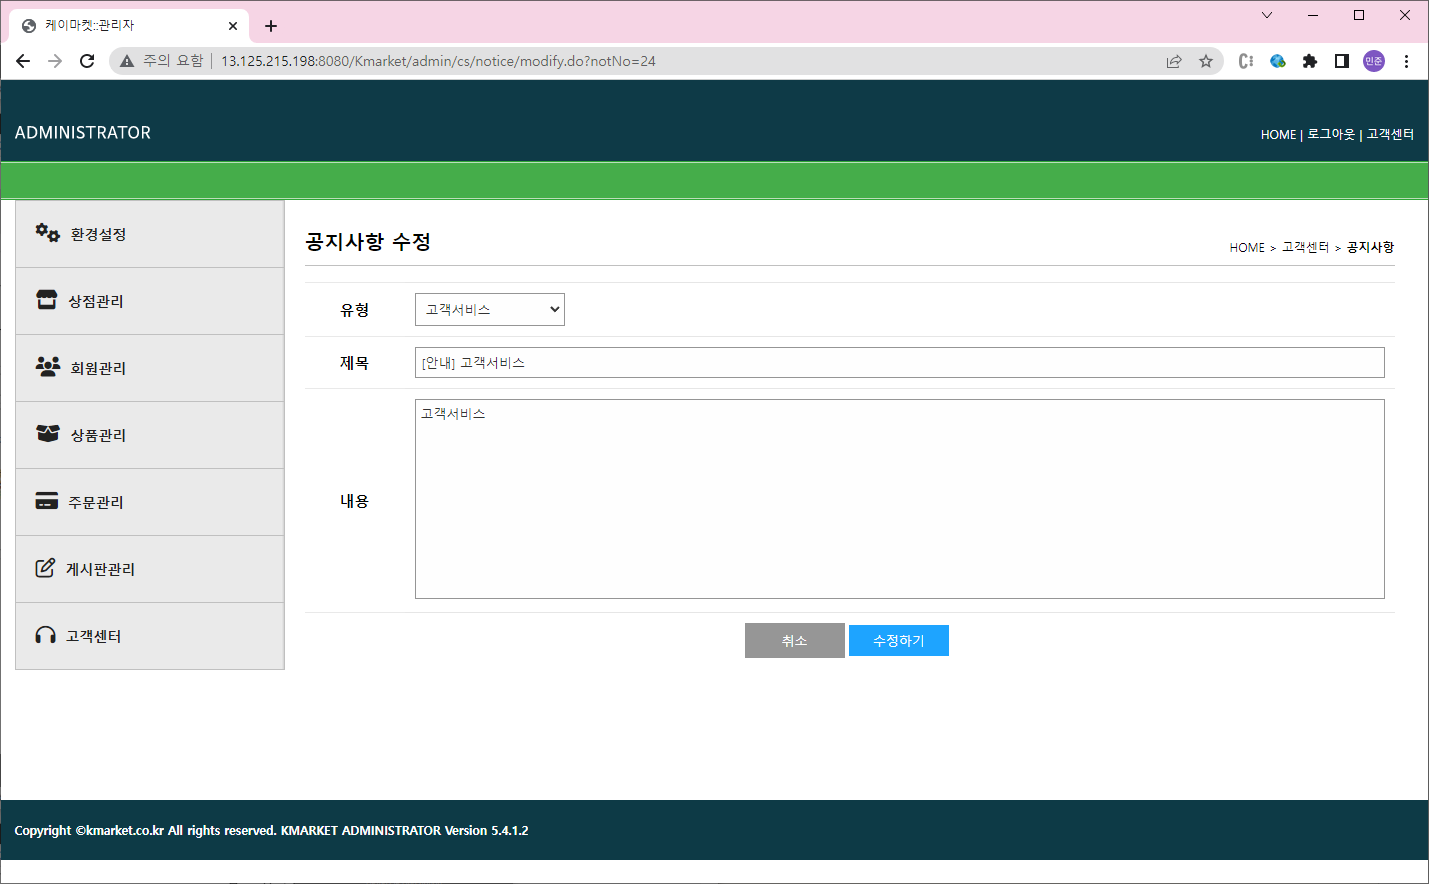 케이마켓::관리자
주의 요함 | 13.125.215.198:8080/Kmarket/admin/cs/notice/modify.do?notNo=24
민준
ADMINISTRATOR
HOME | 로그아웃 | 고객센터
환경설정
상점관리
회원관리
상품관리
주문관리
게시판관리
고객센터
공지사항 수정
HOME > 고객센터 > 공지사항
유형
고객서비스
제목
[안내] 고객서비스
내용
고객서비스
취소
수정하기
Copyright ©kmarket.co.kr All rights reserved. KMARKET ADMINISTRATOR Version 5.4.1.2